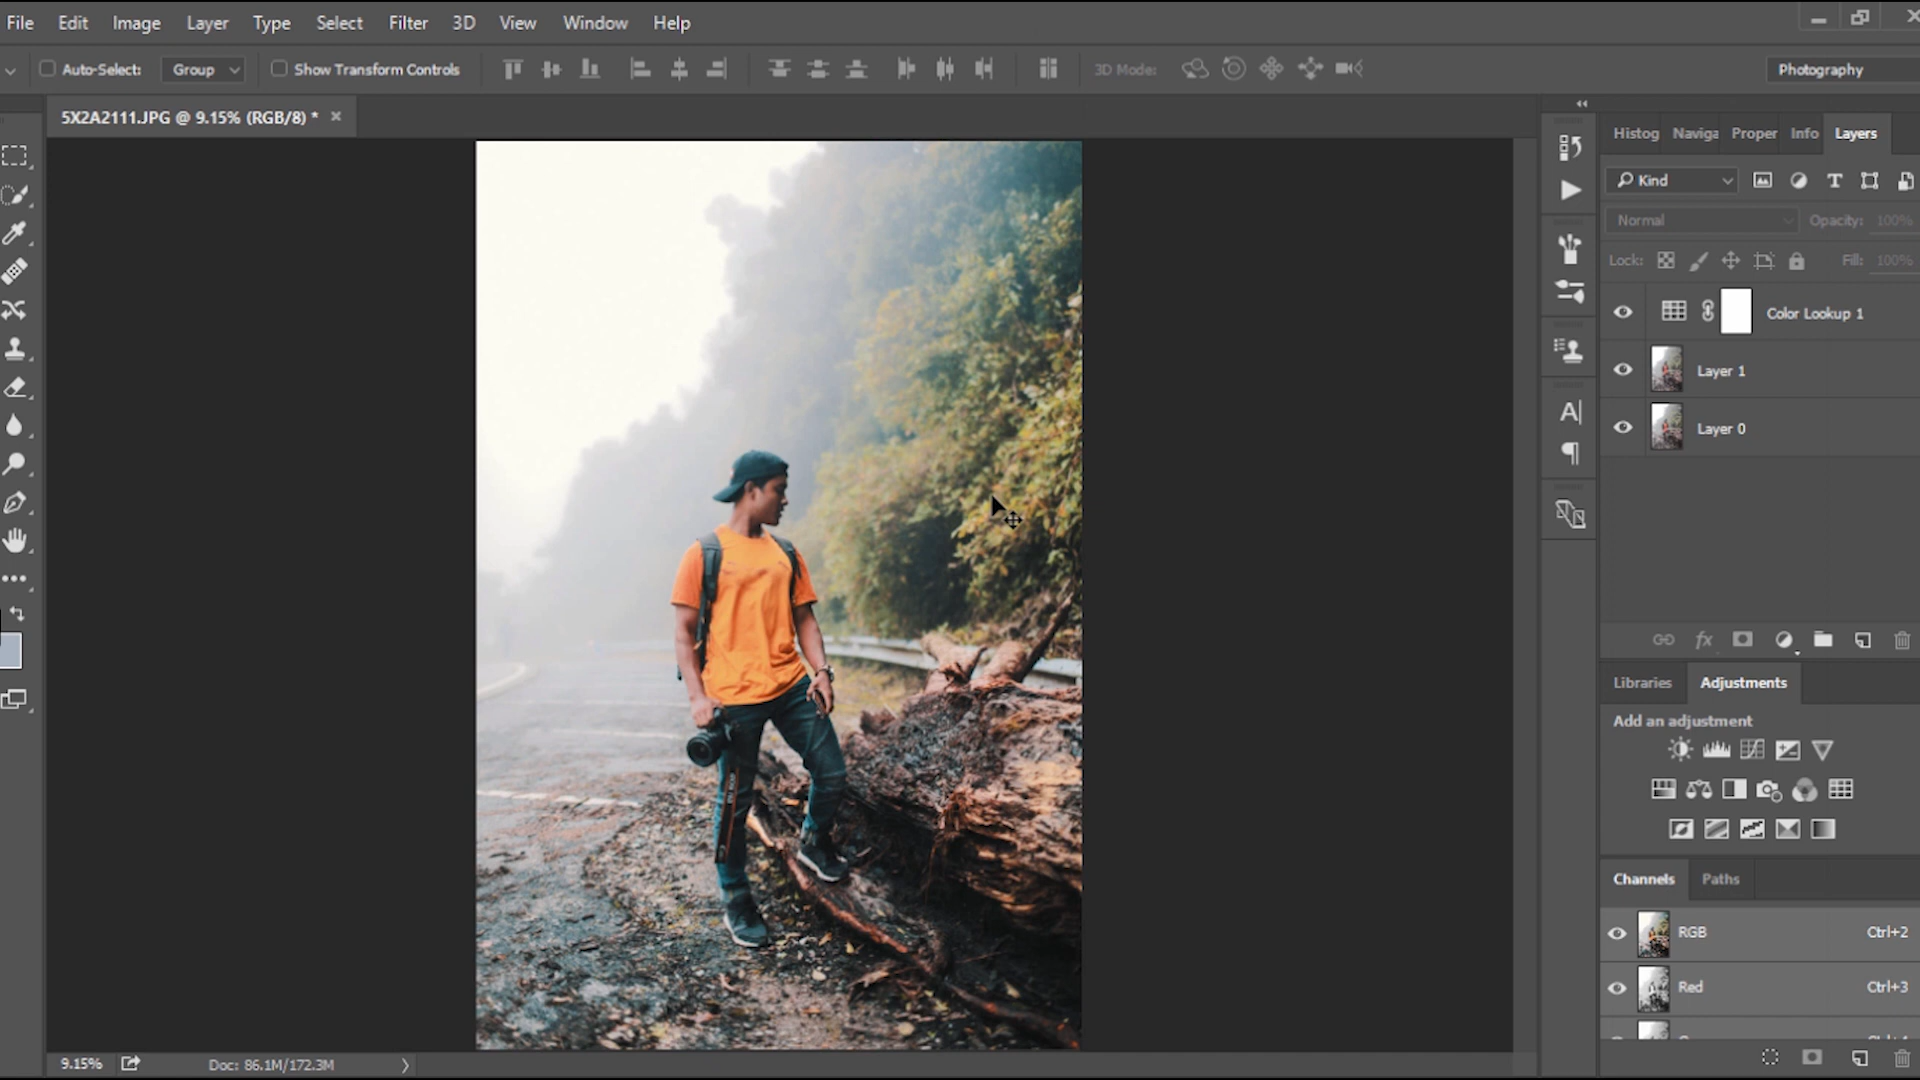 File Edit Image Layer Type Select Filter 3D View Window Help
Auto-Select: Group Show Transform Controls 3D Mode: Photography
5X2A2111.JPG @ 9.15% (RGB/8) *
Histog Naviga Proper Info Layers
Kind
Normal Opacity: 100%
Lock: Fill: 100%
Color Lookup 1
Layer 1
Layer 0
Libraries Adjustments
Add an adjustment
Channels Paths
RGB Ctrl+2
Red Ctrl+3
9.15% Doc: 86.1M/172.3M